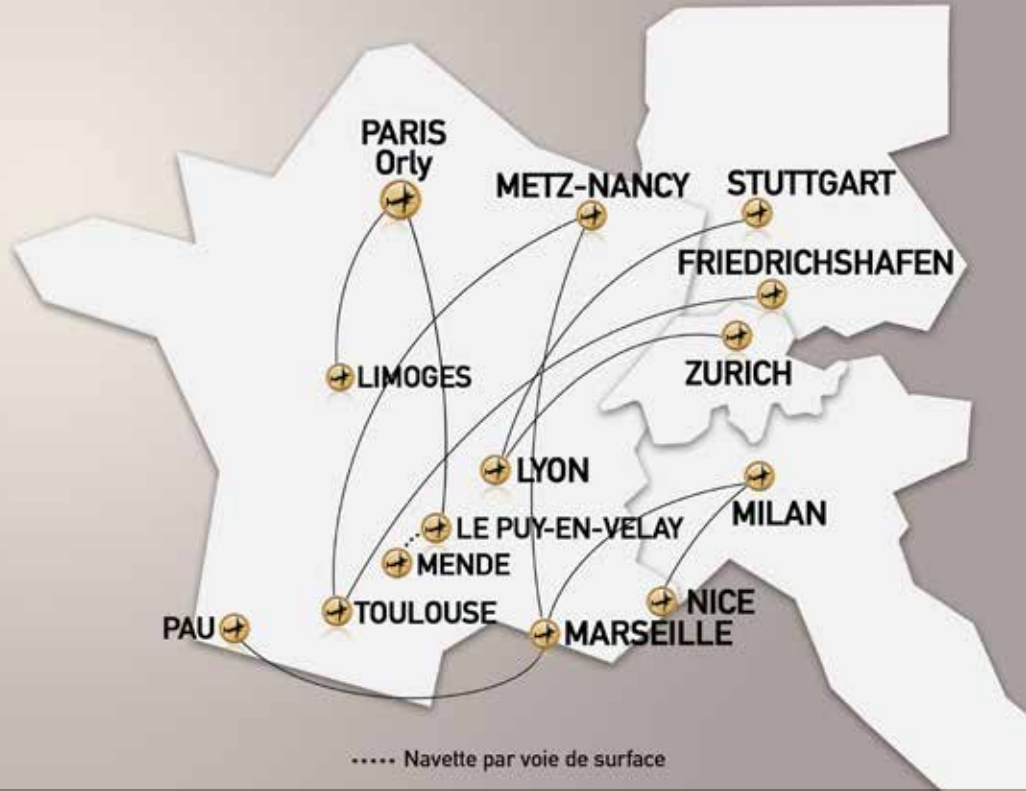 PARIS
Orly
METZ-NANCY
STUTTGART
FRIEDRICHSHAFEN
ZURICH
LIMOGES
LYON
MILAN
LE PUY-EN-VELAY
MENDE
TOULOUSE
NICE
PAU
MARSEILLE
..... Navette par voie de surface